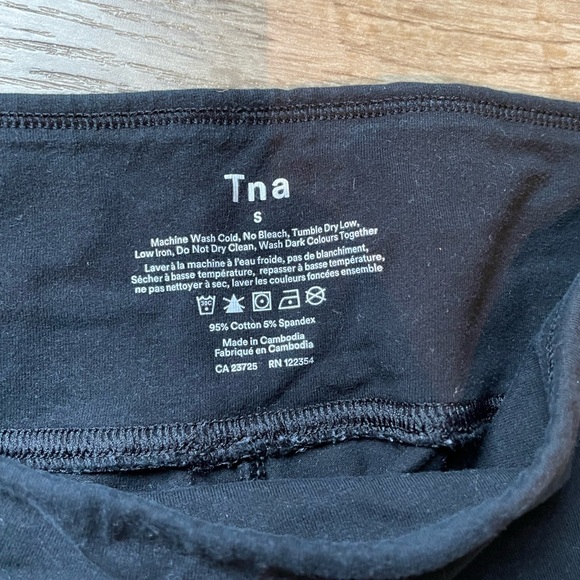 Tna
S
Machine Wash Cold, No Bleach, Tumble Dry Low,
Low Iron, Do Not Dry Clean, Wash Dark Colours Together
Laver à la machine à l'eau froide, pas de blanchiment,
Sécher à basse température, repasser à basse température,
ne pas nettoyer à sec, laver les couleurs foncées ensemble
30C
95% Cotton 5% Spandex
Made in Cambodia
Fabriqué en Cambodia
CA 23725 RN 122354